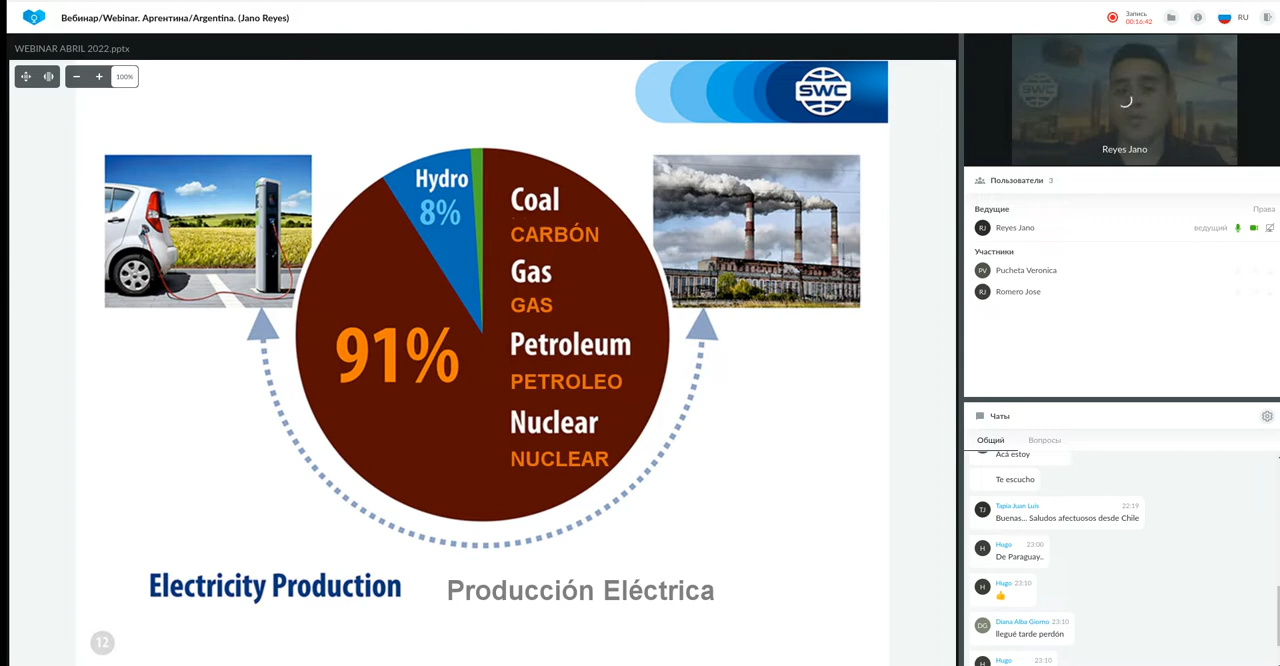 Вебинар/Webinar. Аргентина/Argentina. (Jano Reyes)
Запись
00:16:42
RU
WEBINAR ABRIL 2022.pptx
100%
SWC
Hydro
8%
91%
Coal
CARBÓN
Gas
GAS
Petroleum
PETROLEO
Nuclear
NUCLEAR
Electricity Production
Producción Eléctrica
12
SWC
Reyes Jano
Пользователи 3
Ведущие Права
RJ Reyes Jano ведущий
Участники
PV Pucheta Veronica
RJ Romero Jose
Чаты
Общий Вопросы
Acá estoy
Te escucho
TJ Tapia Juan Luis 22:19
Buenas... Saludos afectuosos desde Chile
H Hugo 23:00
De Paraguay..
H Hugo 23:10
👍
DG Diana Alba Giorno 23:10
llegué tarde perdón
H Hugo 23:10